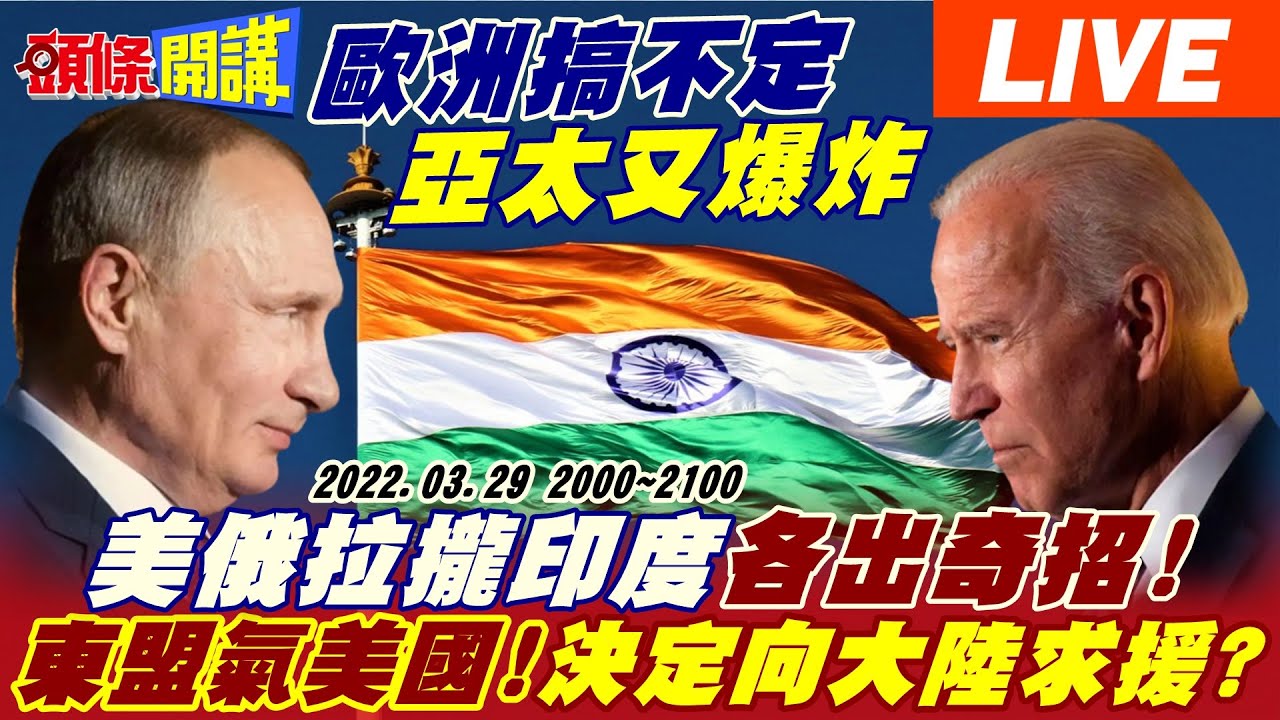 頭條開講
LIVE
歐洲搞不定
亞太又爆炸
2022.03.29 2000~2100
美俄拉攏印度各出奇招!
東盟氣美國!決定向大陸求援?